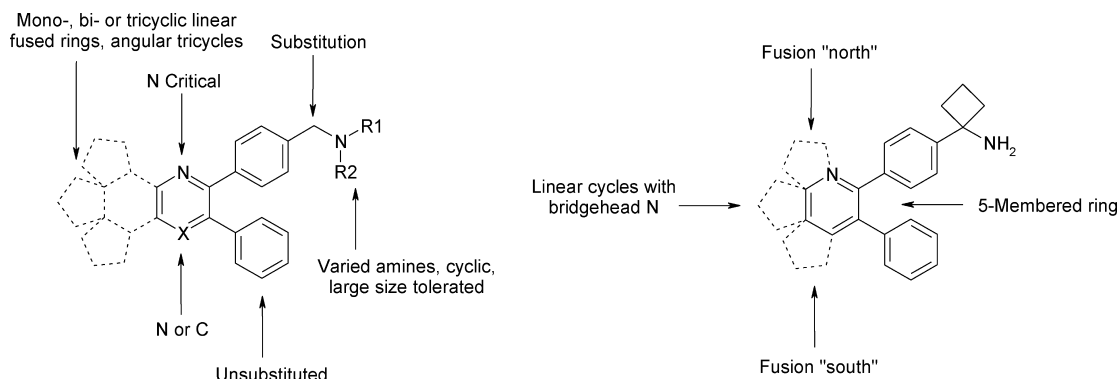 Mono-, bi- or tricyclic linear
fused rings, angular tricycles
Substitution
N Critical
R1
N
R2
N
X
Varied amines, cyclic,
large size tolerated
N or C
Unsubstituted
Fusion "north"
NH2
N
Linear cycles with
bridgehead N
5-Membered ring
Fusion "south"